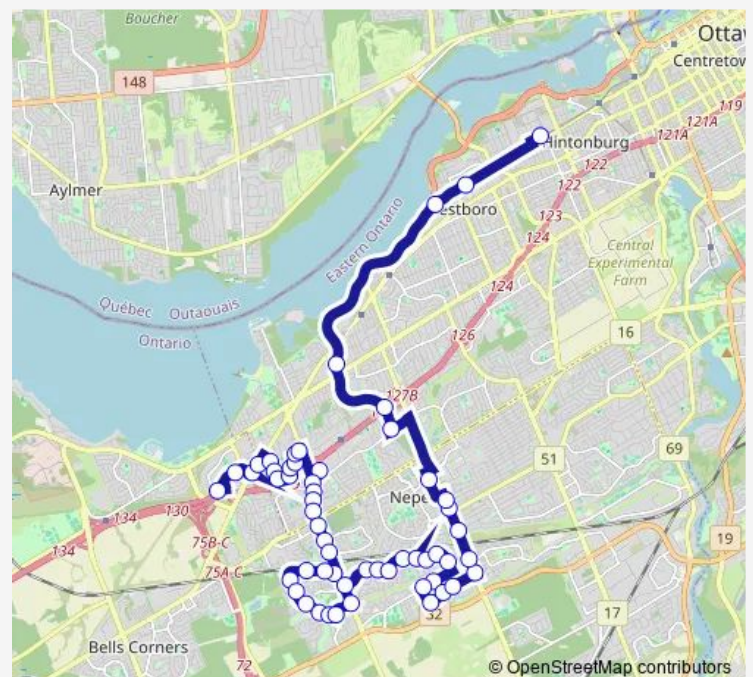 Boucher
Ottaw
Centretow
148
119
121A
121A
Hintonburg
122
Aylmer
122
Westboro
123
Eastern Ontario
124
Central
Experimental
Farm
124
Québec Outaouais
Ontario
126
16
127B
51
69
Nepe
134
130
134
75B-C
75A-C
19
32
17
Bells Corners
72
© OpenStreetMap contributors